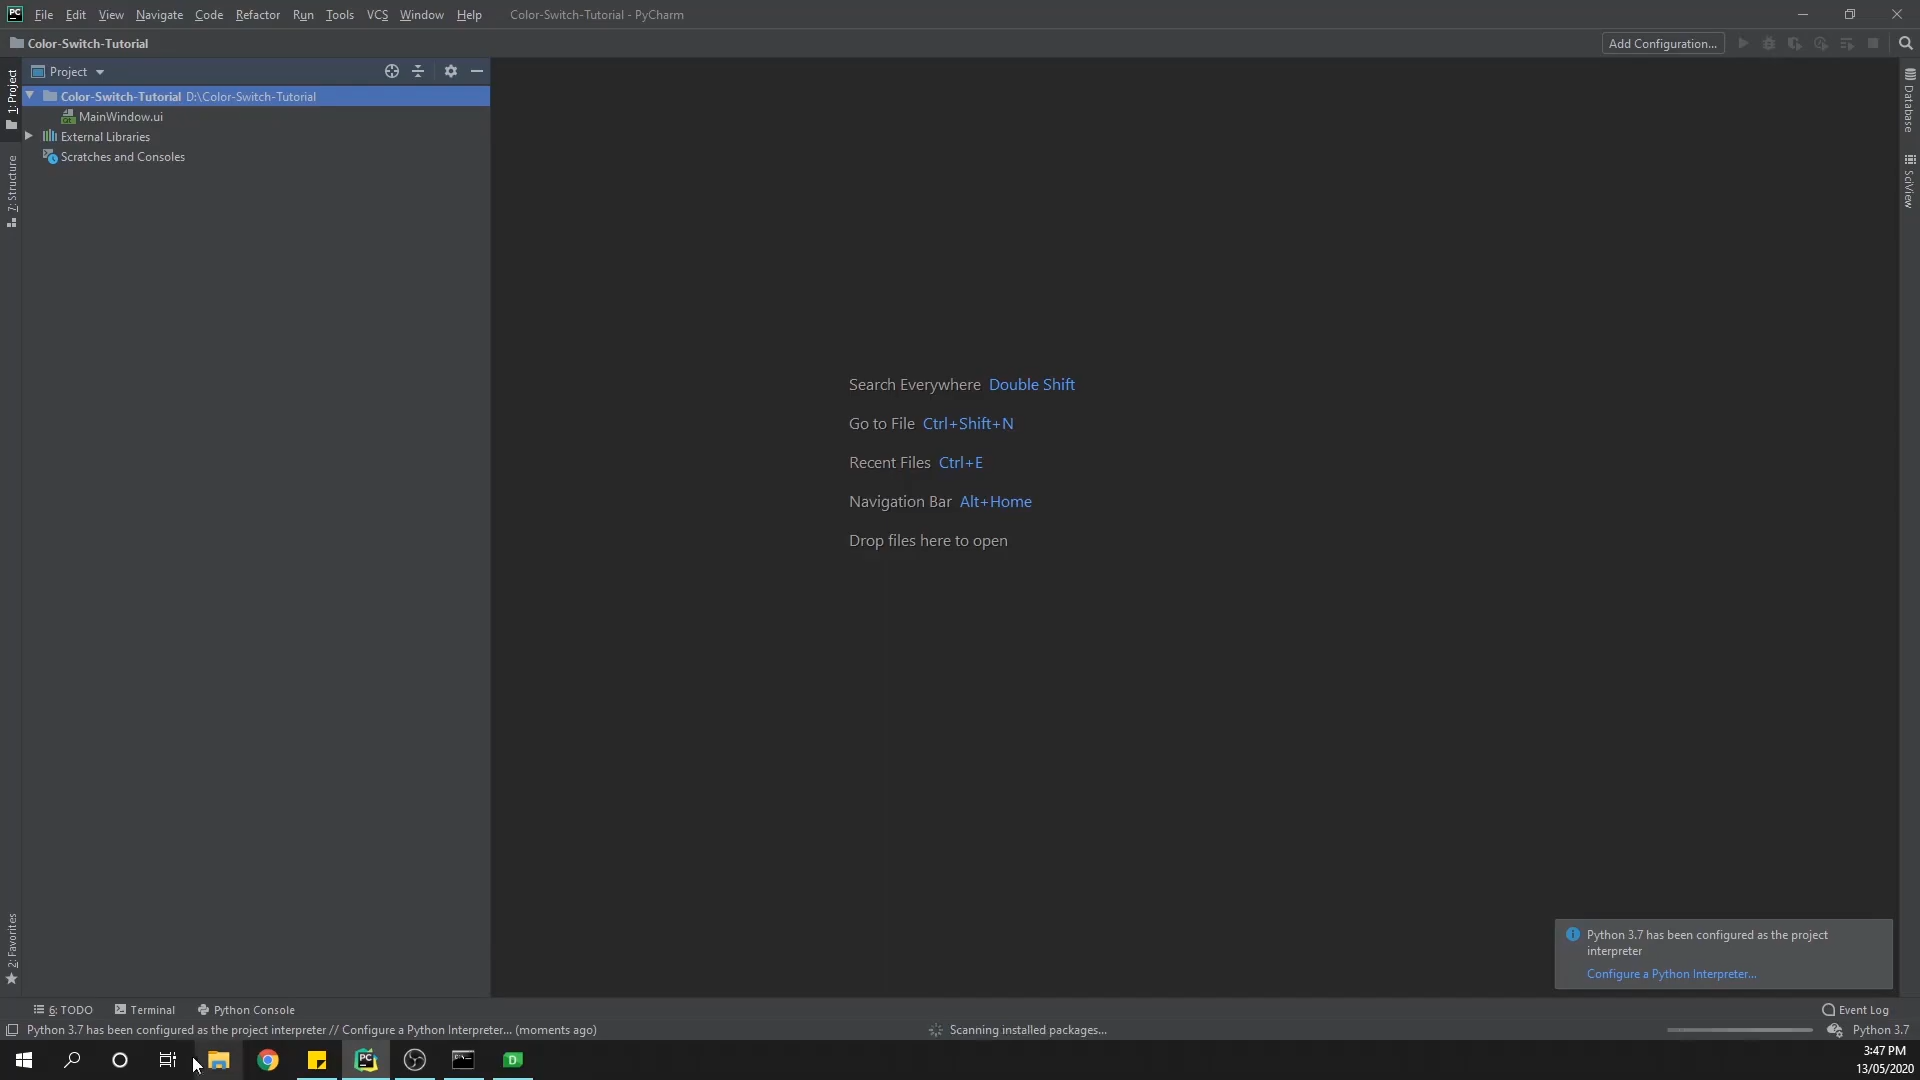 PC File Edit View Navigate Code Refactor Run Tools VCS Window Help Color-Switch-Tutorial - PyCharm
Color-Switch-Tutorial
Add Configuration...
Project
Color-Switch-Tutorial D:\Color-Switch-Tutorial
MainWindow.ui
External Libraries
Scratches and Consoles
1: Project
7: Structure
2: Favorites
Database
SciView
Search Everywhere Double Shift
Go to File Ctrl+Shift+N
Recent Files Ctrl+E
Navigation Bar Alt+Home
Drop files here to open
Python 3.7 has been configured as the project
interpreter
Configure a Python Interpreter...
6: TODO Terminal Python Console
Event Log
Python 3.7 has been configured as the project interpreter // Configure a Python Interpreter... (moments ago)
Scanning installed packages...
Python 3.7
PC
D
3:47 PM
13/05/2020